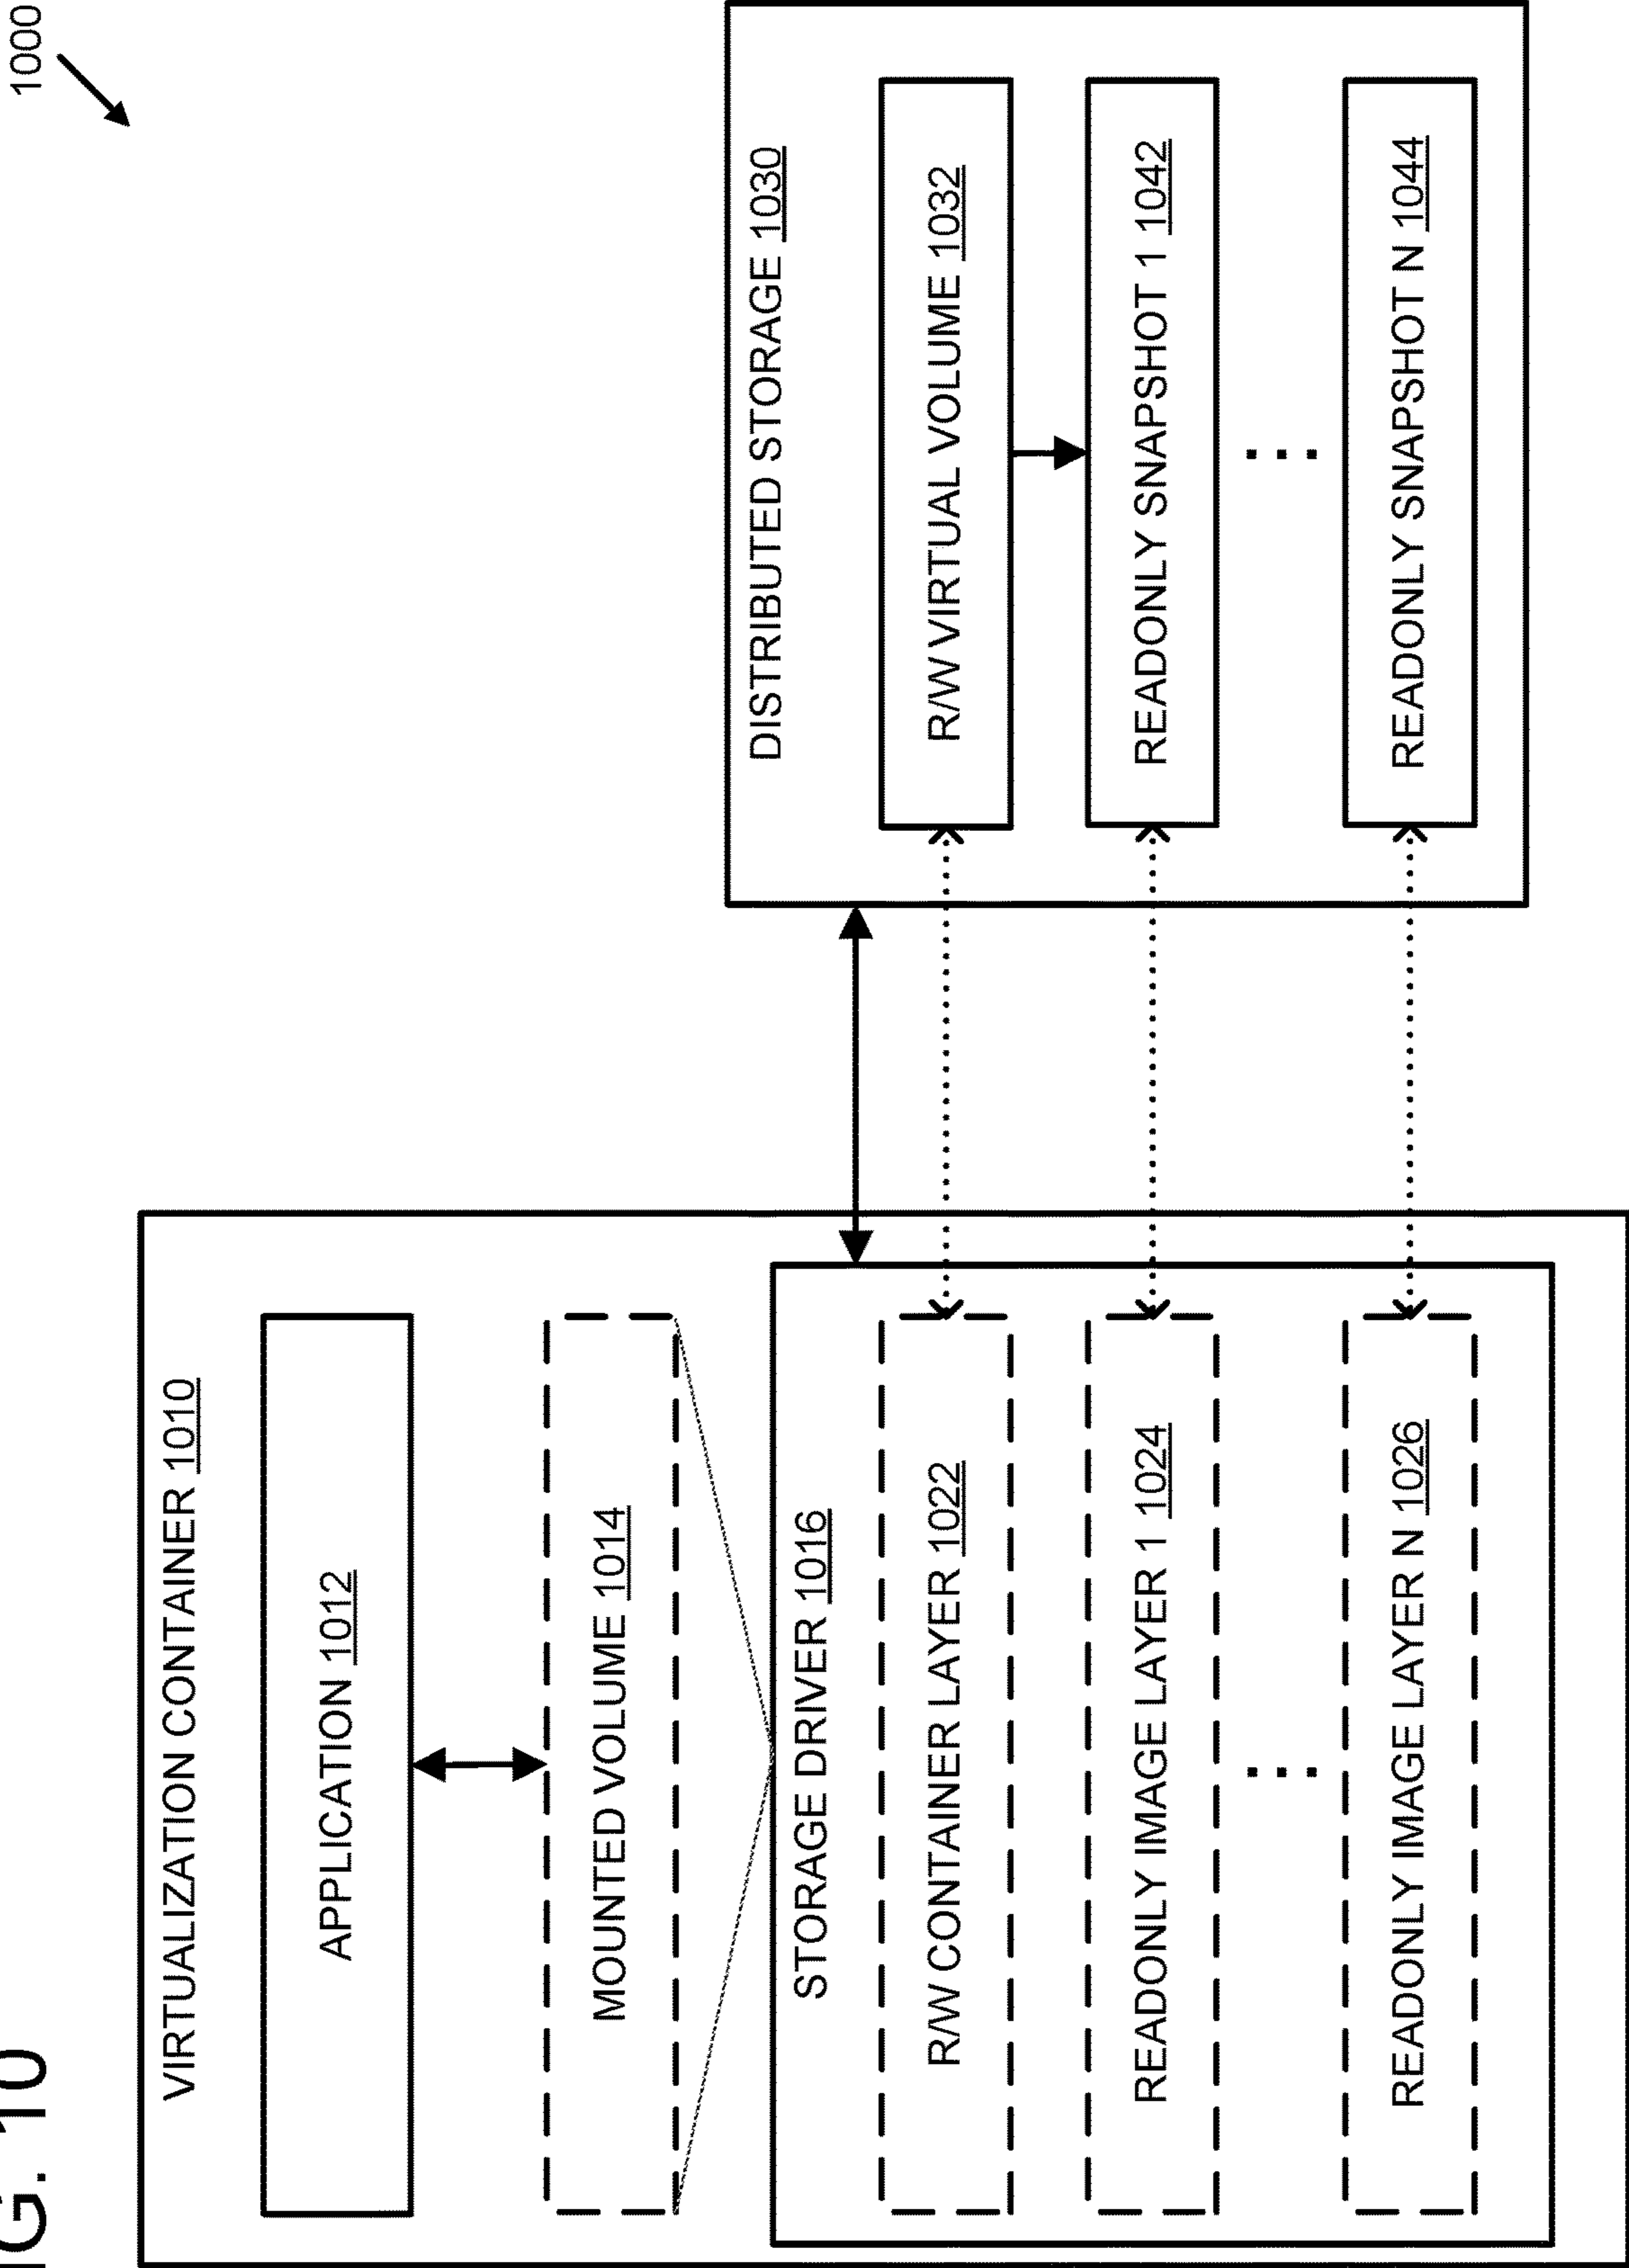 FIG. 10
1000
VIRTUALIZATION CONTAINER 1010
APPLICATION 1012
MOUNTED VOLUME 1014
STORAGE DRIVER 1016
R/W CONTAINER LAYER 1022
READONLY IMAGE LAYER 1 1024
READONLY IMAGE LAYER N 1026
DISTRIBUTED STORAGE 1030
R/W VIRTUAL VOLUME 1032
READONLY SNAPSHOT 1 1042
READONLY SNAPSHOT N 1044